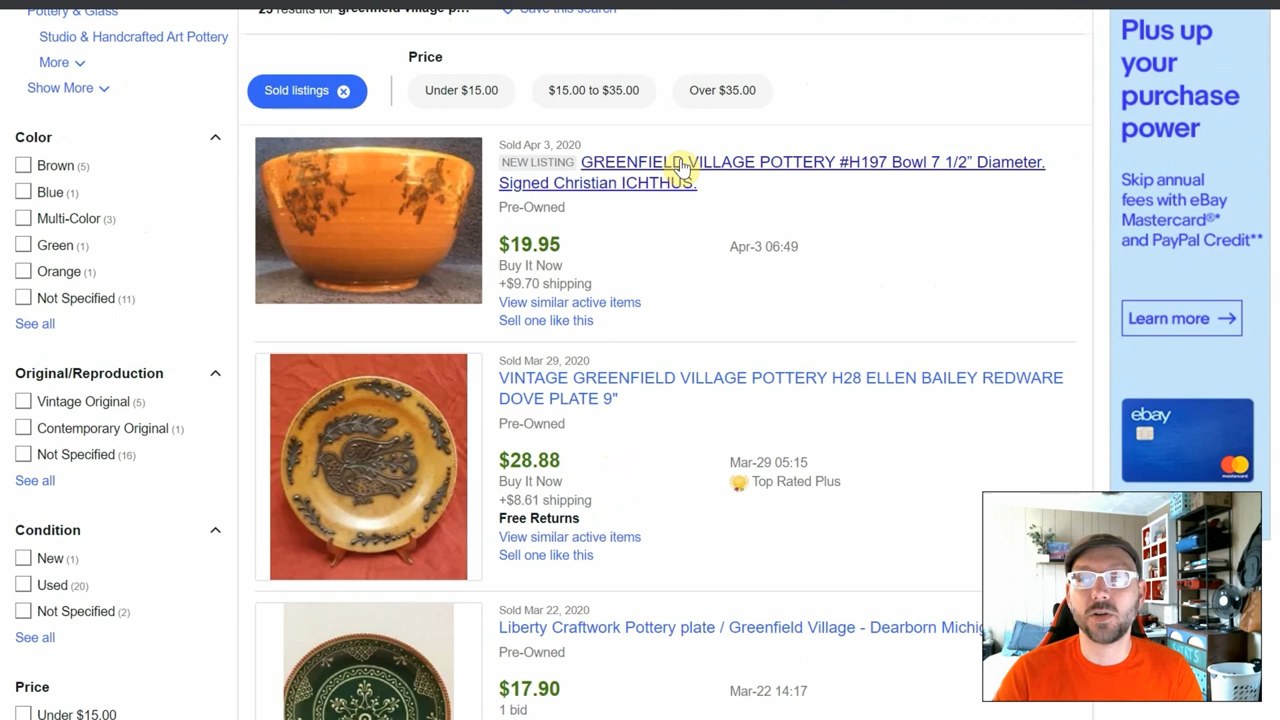 Pottery & Glass
Studio & Handcrafted Art Pottery
More
Show More
Color
Brown (5)
Blue (1)
Multi-Color (3)
Green (1)
Orange (1)
Not Specified (11)
See all
Original/Reproduction
Vintage Original (5)
Contemporary Original (1)
Not Specified (16)
See all
Condition
New (1)
Used (20)
Not Specified (2)
See all
Price
Under $15.00
25 results for greenfield village p...
Save this search
Price
Sold listings
Under $15.00
$15.00 to $35.00
Over $35.00
Sold Apr 3, 2020
NEW LISTING GREENFIELD VILLAGE POTTERY #H197 Bowl 7 1/2” Diameter.
Signed Christian ICHTHUS.
Pre-Owned
$19.95
Apr-3 06:49
Buy It Now
+$9.70 shipping
View similar active items
Sell one like this
Sold Mar 29, 2020
VINTAGE GREENFIELD VILLAGE POTTERY H28 ELLEN BAILEY REDWARE
DOVE PLATE 9"
Pre-Owned
$28.88
Mar-29 05:15
Buy It Now
Top Rated Plus
+$8.61 shipping
Free Returns
View similar active items
Sell one like this
Sold Mar 22, 2020
Liberty Craftwork Pottery plate / Greenfield Village - Dearborn Michig
Pre-Owned
$17.90
Mar-22 14:17
1 bid
Plus up
your
purchase
power
Skip annual
fees with eBay
Mastercard®*
and PayPal Credit**
Learn more
ebay